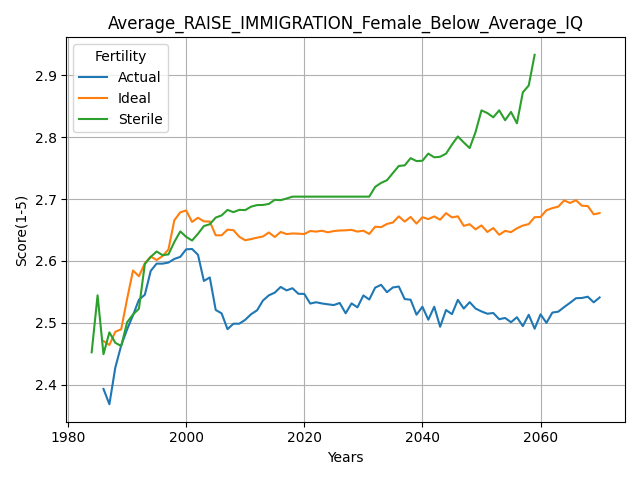 Average_RAISE_IMMIGRATION_Female_Below_Average_IQ
Fertility
Actual
Ideal
Sterile
Score(1-5)
2.9
2.8
2.7
2.6
2.5
2.4
1980
2000
2020
2040
2060
Years